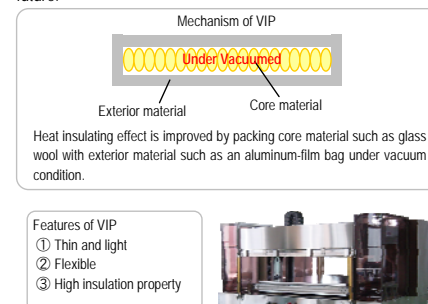 Mechanism of VIP
Under Vacuumed
Exterior material
Core material
Heat insulating effect is improved by packing core material such as glass
wool with exterior material such as an aluminum-film bag under vacuum
condition.
Features of VIP
① Thin and light
② Flexible
③ High insulation property